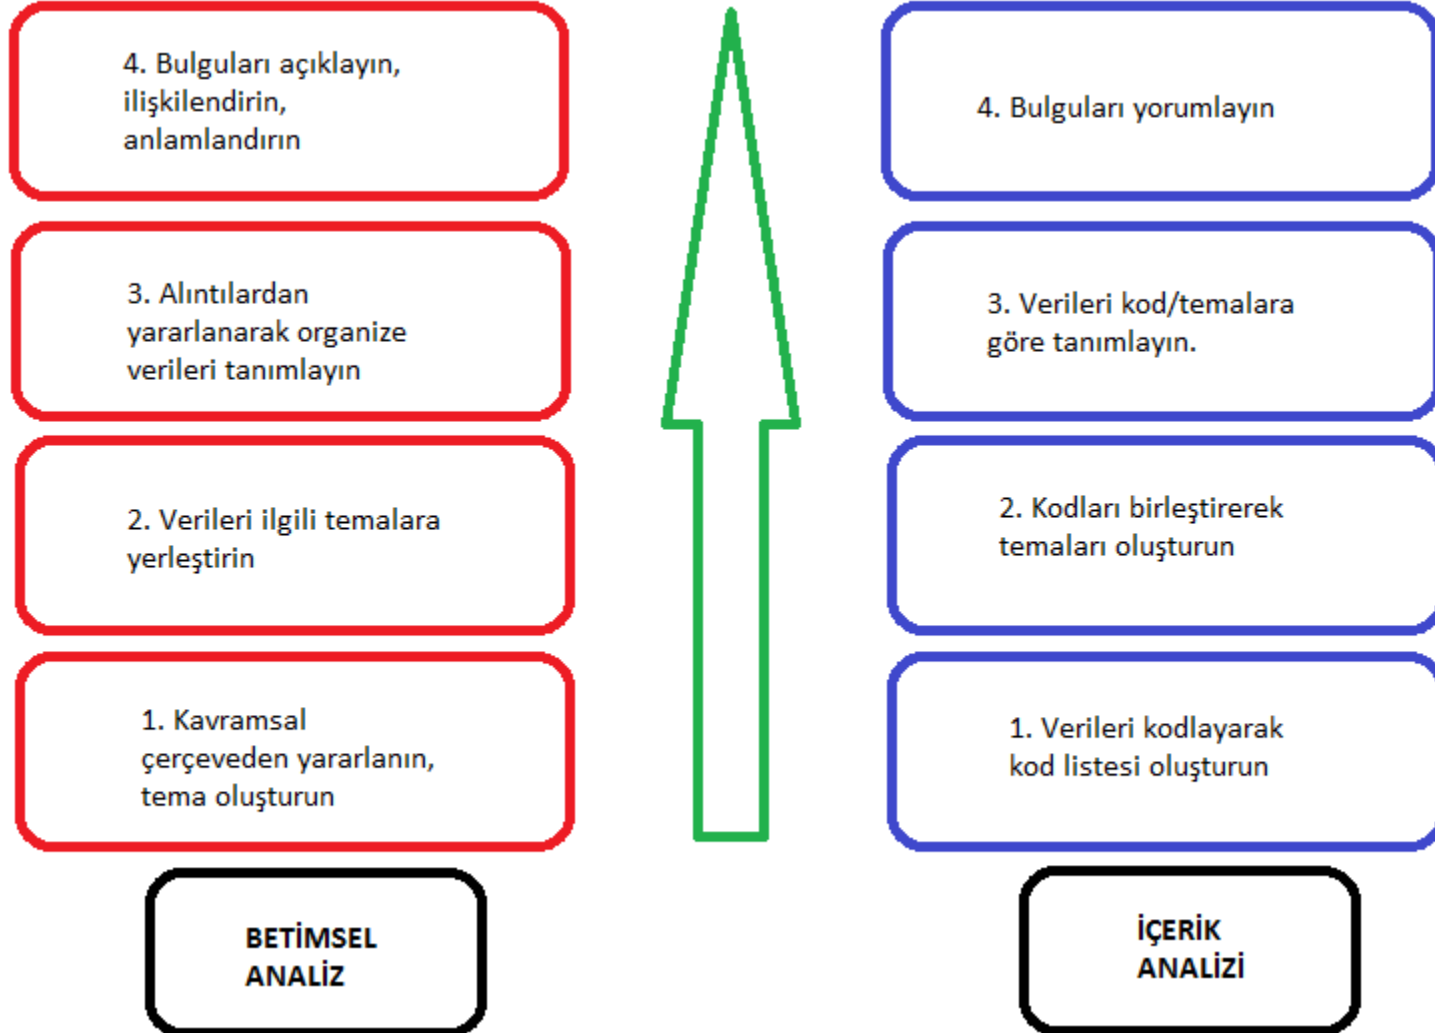 4. Bulguları açıklayın,
ilişkilendirin,
anlamlandırın
3. Alıntılardan
yararlanarak organize
verileri tanımlayın
2. Verileri ilgili temalara
yerleştirin
1. Kavramsal
çerçeveden yararlanın,
tema oluşturun
BETİMSEL
ANALİZ
4. Bulguları yorumlayın
3. Verileri kod/temalara
göre tanımlayın.
2. Kodları birleştirerek
temaları oluşturun
1. Verileri kodlayarak
kod listesi oluşturun
İÇERİK
ANALİZİ